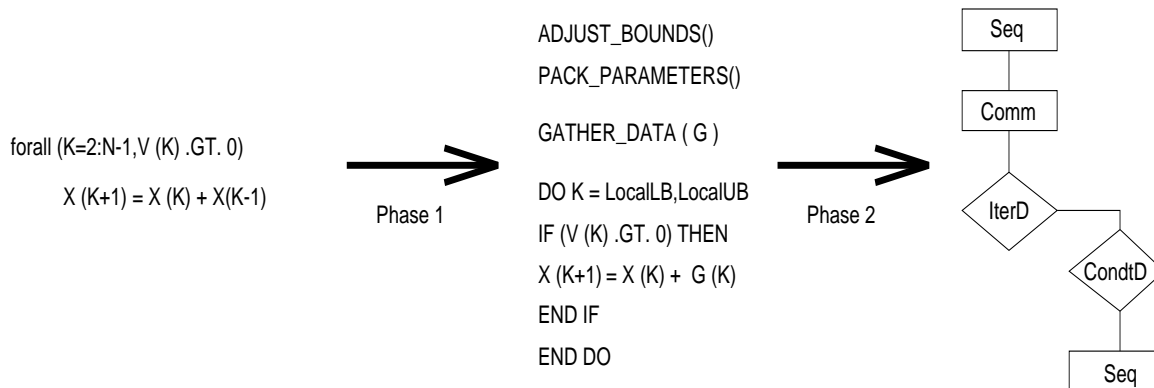 forall (K=2:N-1,V (K) .GT. 0)
X (K+1) = X (K) + X(K-1)
Phase 1
ADJUST_BOUNDS()
PACK_PARAMETERS()
GATHER_DATA ( G )
DO K = LocalLB,LocalUB
IF (V (K) .GT. 0) THEN
X (K+1) = X (K) + G (K)
END IF
END DO
Phase 2
Seq
Comm
IterD
CondtD
Seq